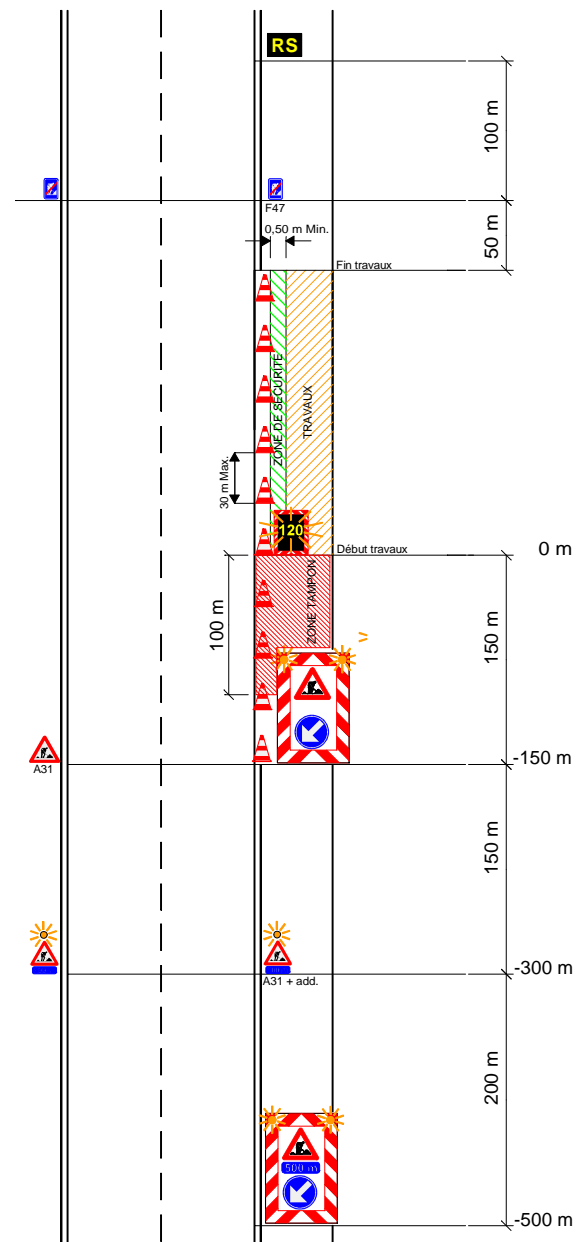 RS
100 m
F47
0,50 m Min.
50 m
Fin travaux
ZONE DE SECURITE
TRAVAUX
30 m Max.
120
Début travaux
0 m
100 m
ZONE TAMPON
150 m
A31
-150 m
150 m
A31 + add.
-300 m
200 m
500 m
-500 m